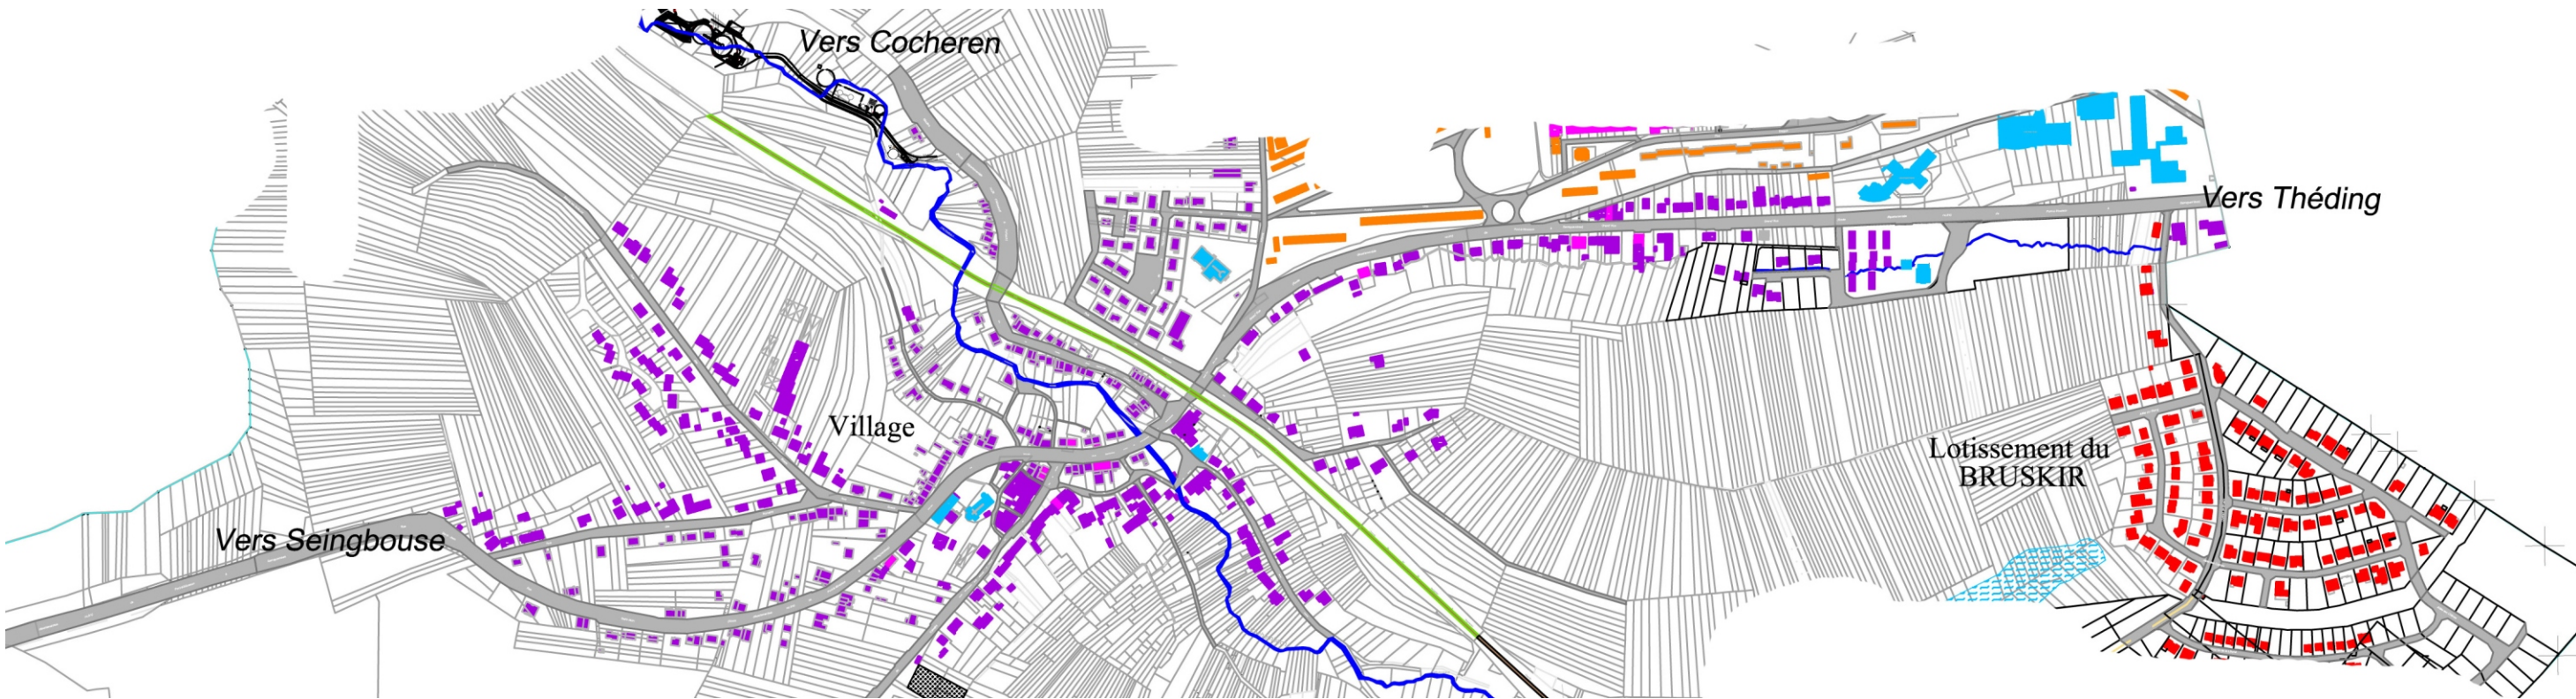 Vers Cocheren
Vers Théding
Village
Lotissement du
BRUSKIR
Vers Seingbouse